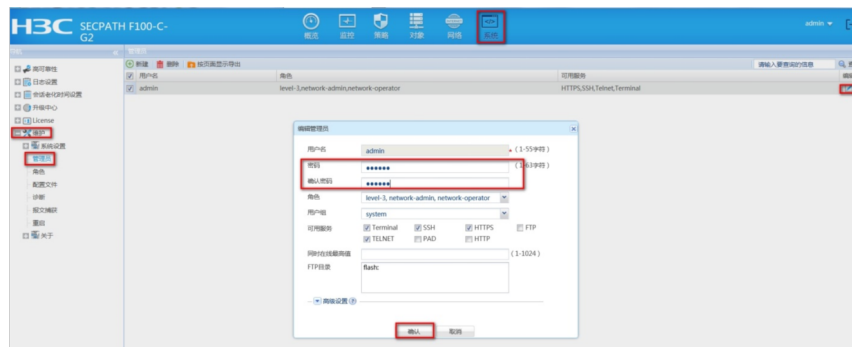 H3C SECPATH F100-C-G2
概览 监控 策略 对象 网络 系统
admin
管理员
新建 删除 按页面显示导出
请输入要查询的信息
用户名 角色 可用服务 编辑
admin level-3,network-admin,network-operator HTTPS,SSH,Telnet,Terminal
高可靠性
日志设置
会话老化时间设置
升级中心
License
维护
系统设置
管理员
角色
配置文件
诊断
报文捕获
重启
关于
编辑管理员
用户名 admin * (1-55字符)
密码 •••••• (1-63字符)
确认密码 ••••••
角色 level-3, network-admin, network-operator
用户组 system
可用服务 Terminal SSH HTTPS FTP
TELNET PAD HTTP
同时在线最高值 (1-1024)
FTP目录 flash:
高级设置
确认 取消